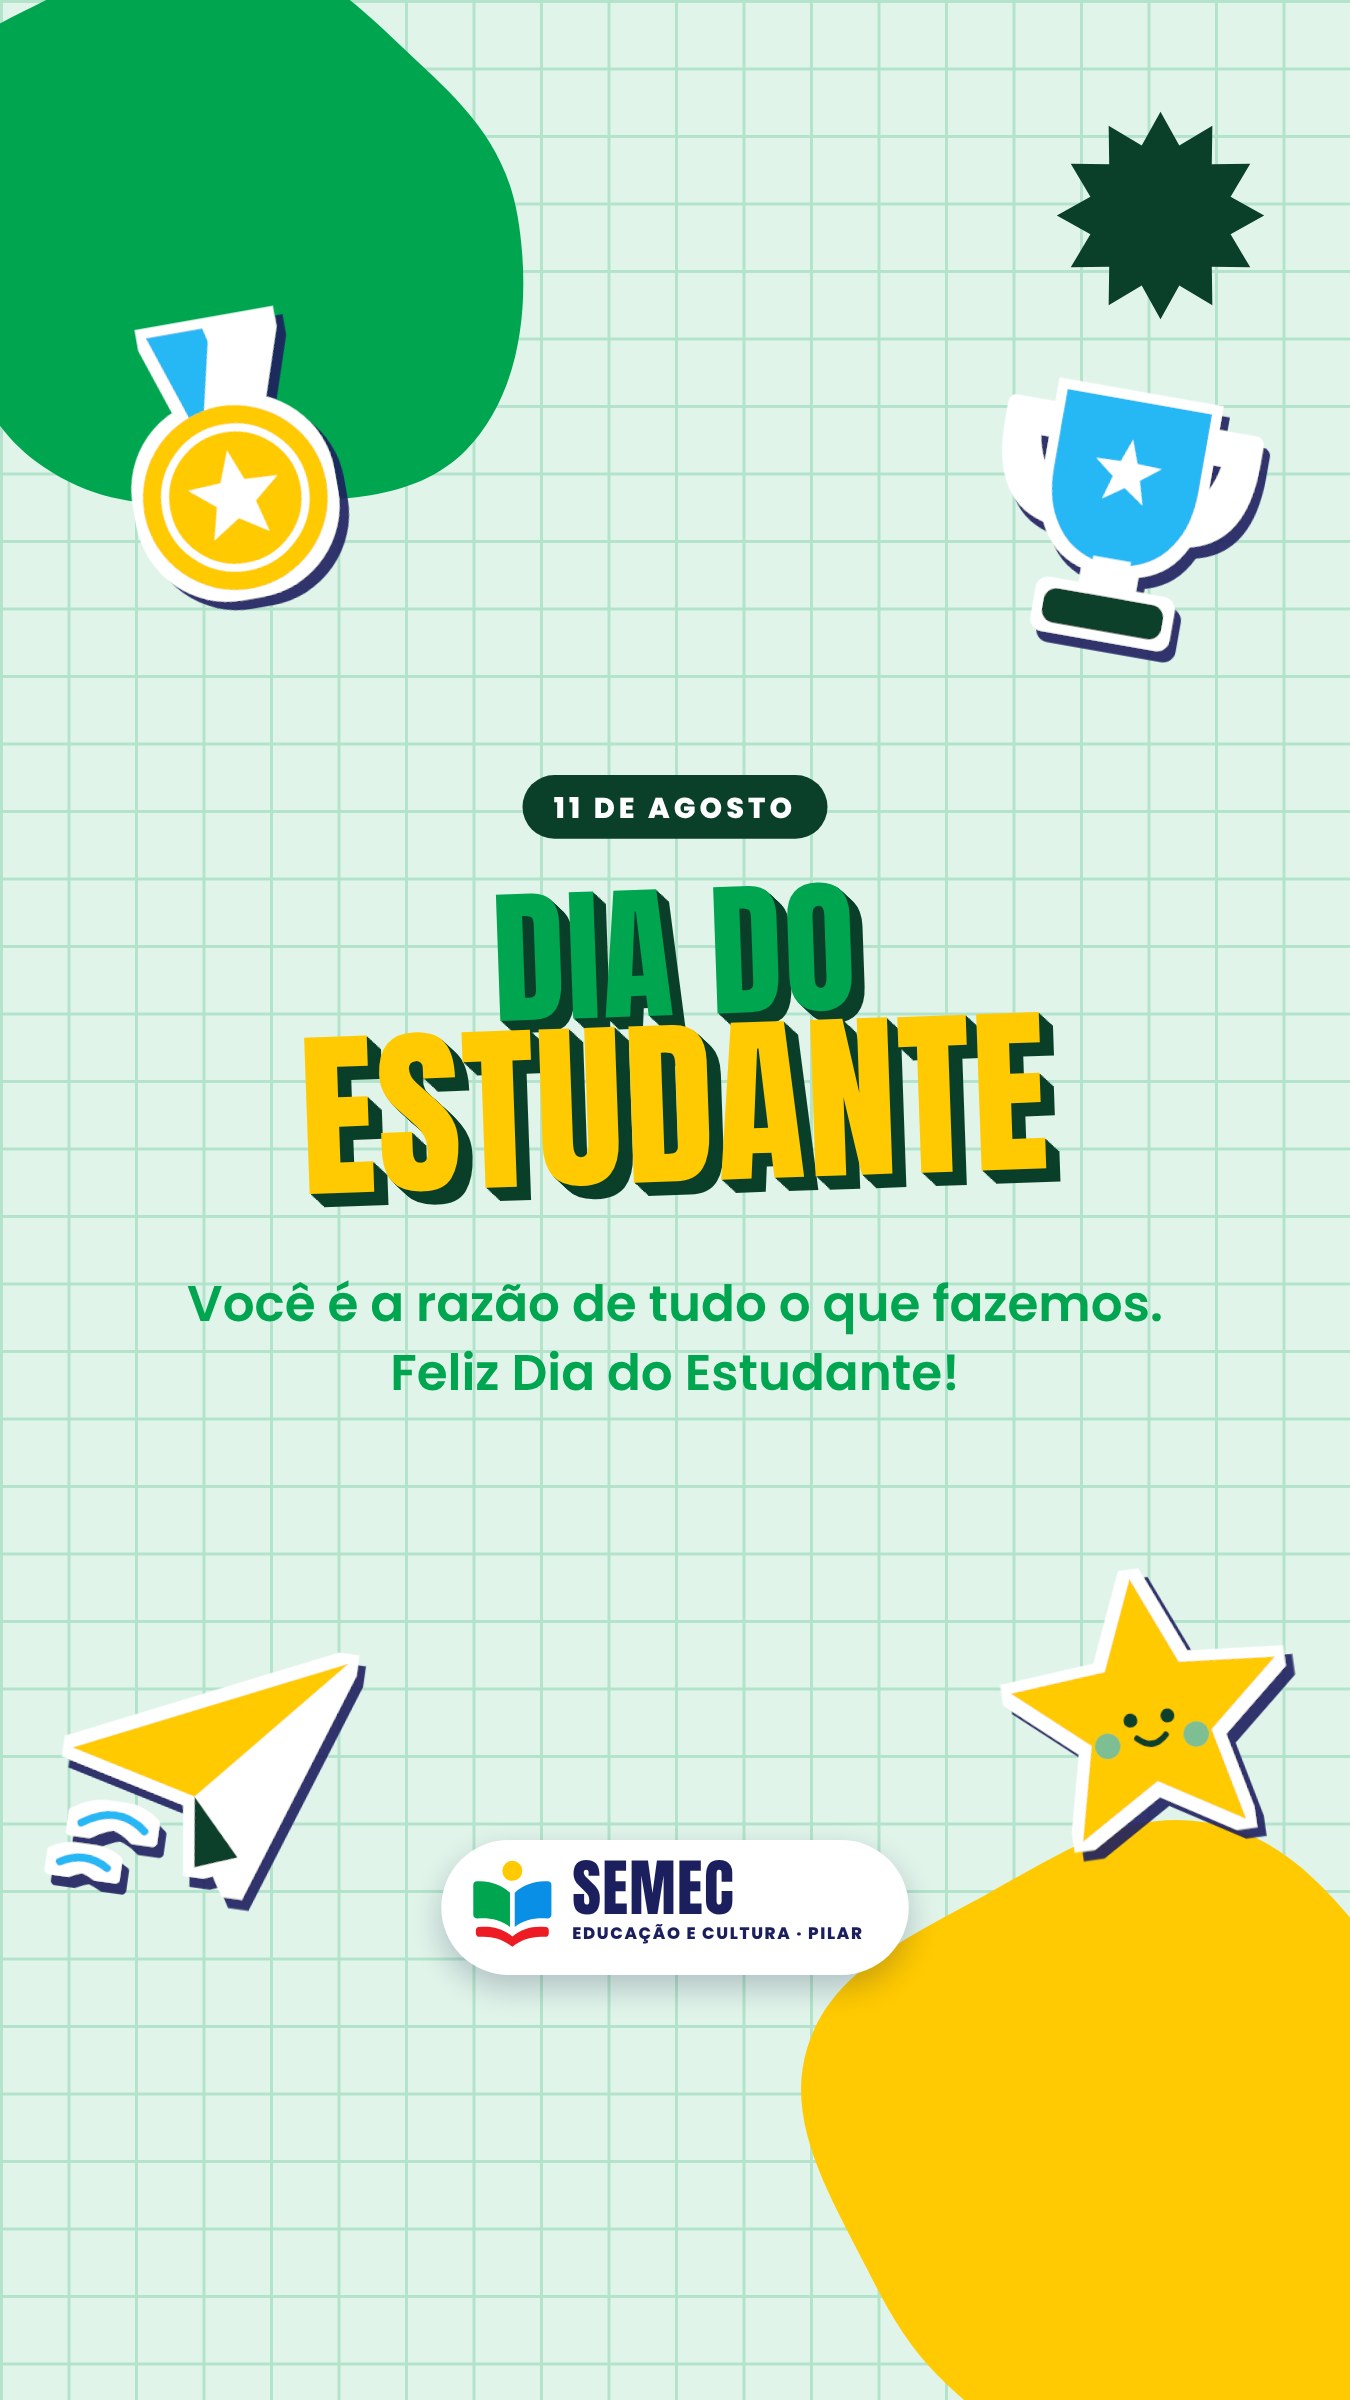 11 DE AGOSTO
DIA DO
ESTUDANTE
Você é a razão de tudo o que fazemos.
Feliz Dia do Estudante!
SEMEC
EDUCAÇÃO E CULTURA · PILAR